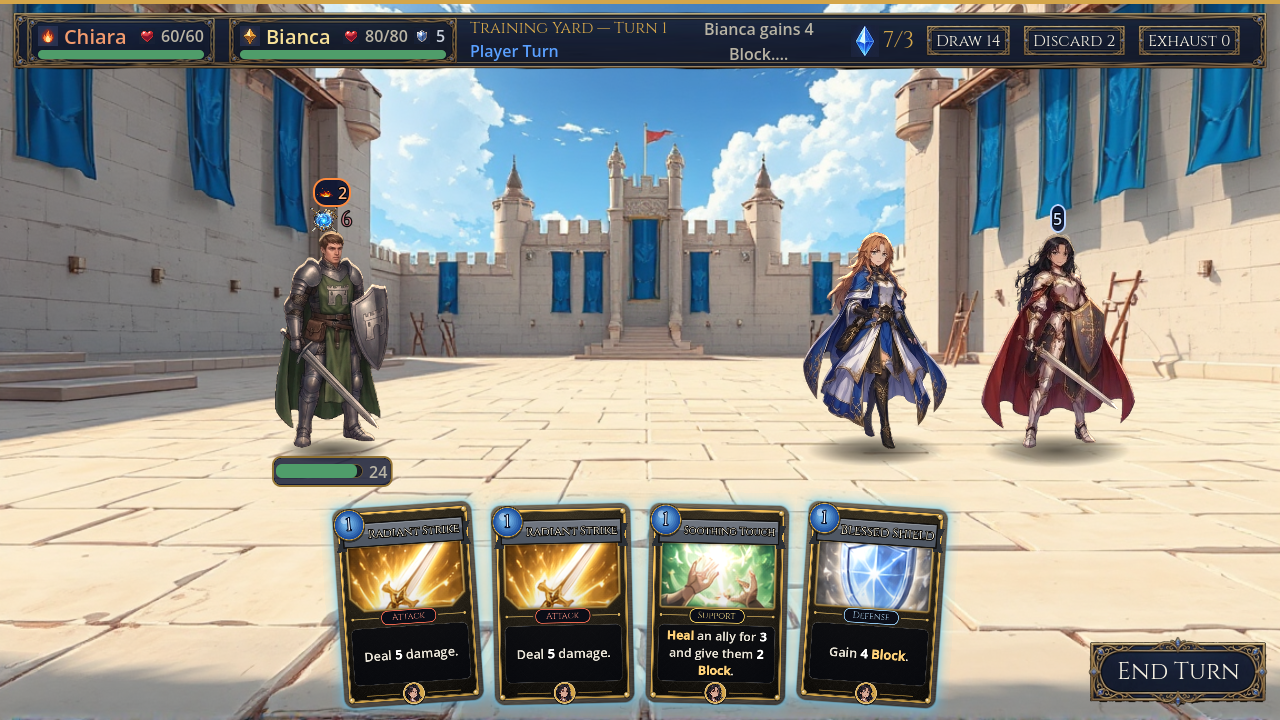 Chiara 60/60
Bianca 80/80 5
Training Yard — Turn 1
Player Turn
Bianca gains 4
Block....
7/3
Draw 14
Discard 2
Exhaust 0
2
6
5
24
1
Radiant Strike
Attack
Deal 5 damage.
1
Radiant Strike
Attack
Deal 5 damage.
1
Soothing Touch
Support
Heal an ally for 3
and give them 2
Block.
1
Blessed Shield
Defense
Gain 4 Block.
End Turn